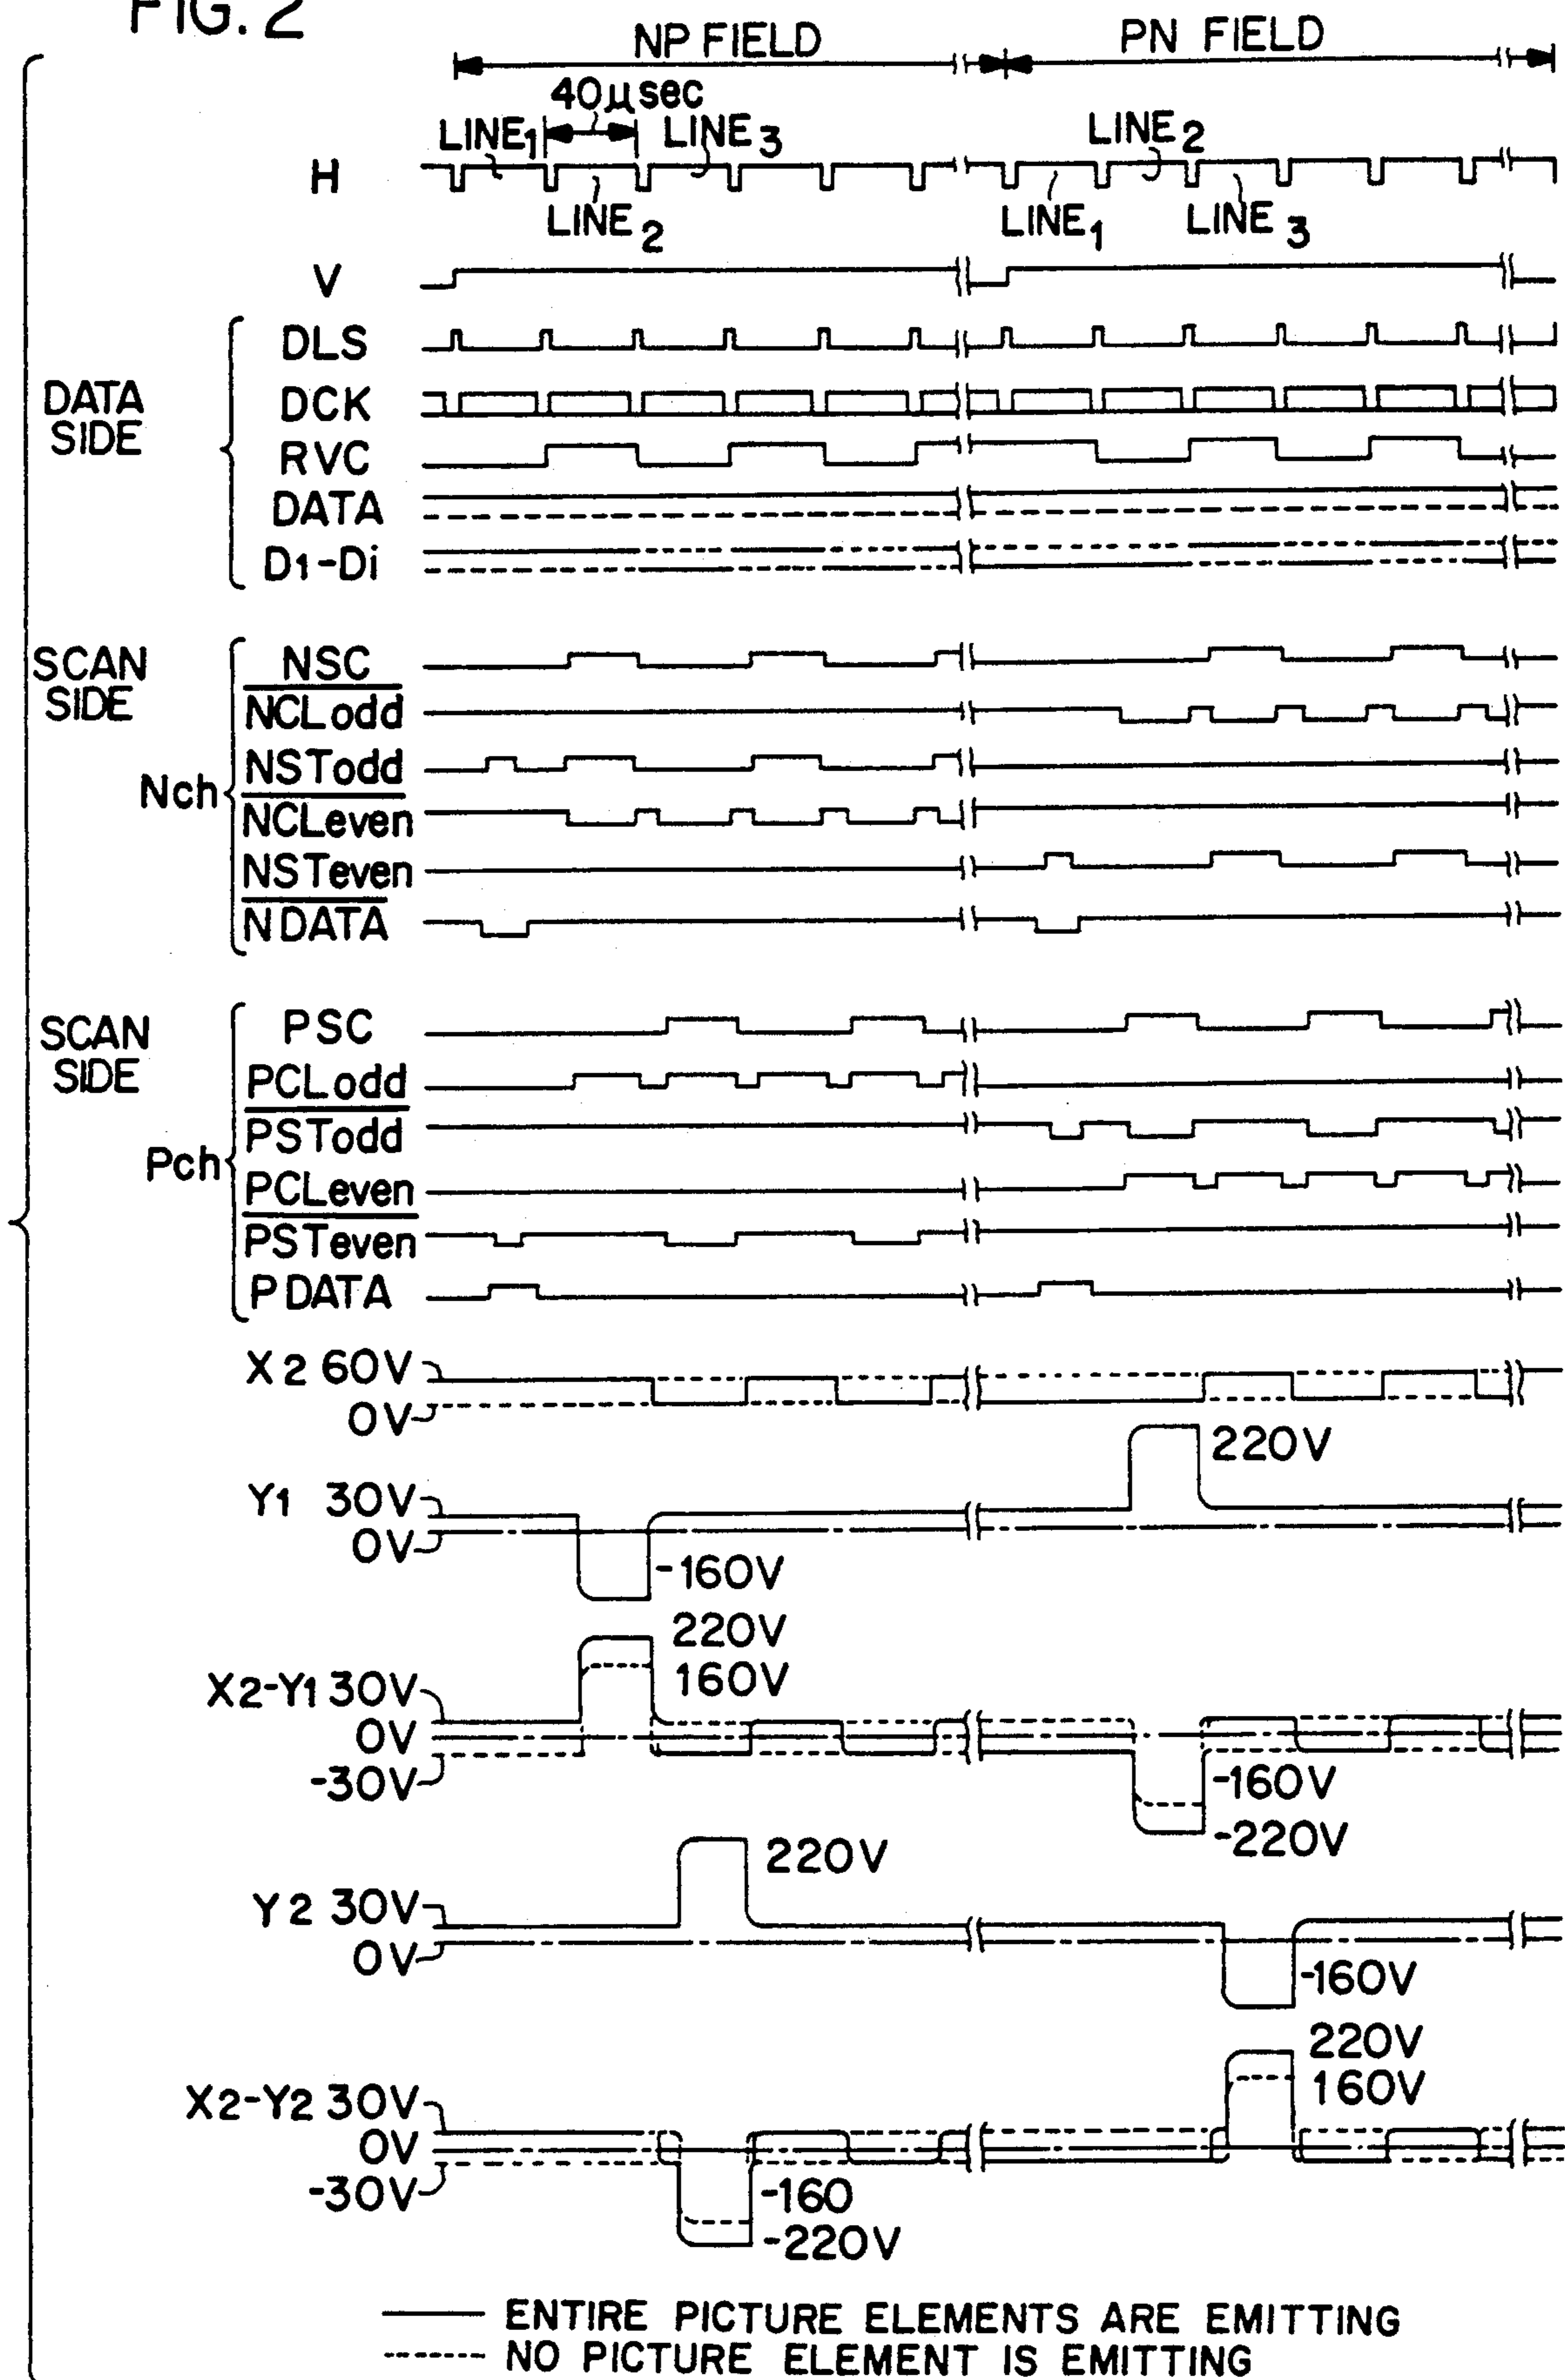 FIG. 2
NP FIELD
PN FIELD
40μsec
LINE1
LINE3
LINE2
H
LINE2
LINE1
LINE3
V
DATA SIDE
DLS
DCK
RVC
DATA
D1-Di
SCAN SIDE
Nch
NSC
NCLodd
NSTodd
NCLeven
NSTeven
NDATA
SCAN SIDE
Pch
PSC
PCLodd
PSTodd
PCLeven
PSTeven
PDATA
X2 60V
0V
220V
Y1 30V
0V
-160V
220V
160V
X2-Y1 30V
0V
-30V
-160V
-220V
220V
Y2 30V
0V
-160V
220V
160V
X2-Y2 30V
0V
-30V
-160
-220V
ENTIRE PICTURE ELEMENTS ARE EMITTING
NO PICTURE ELEMENT IS EMITTING